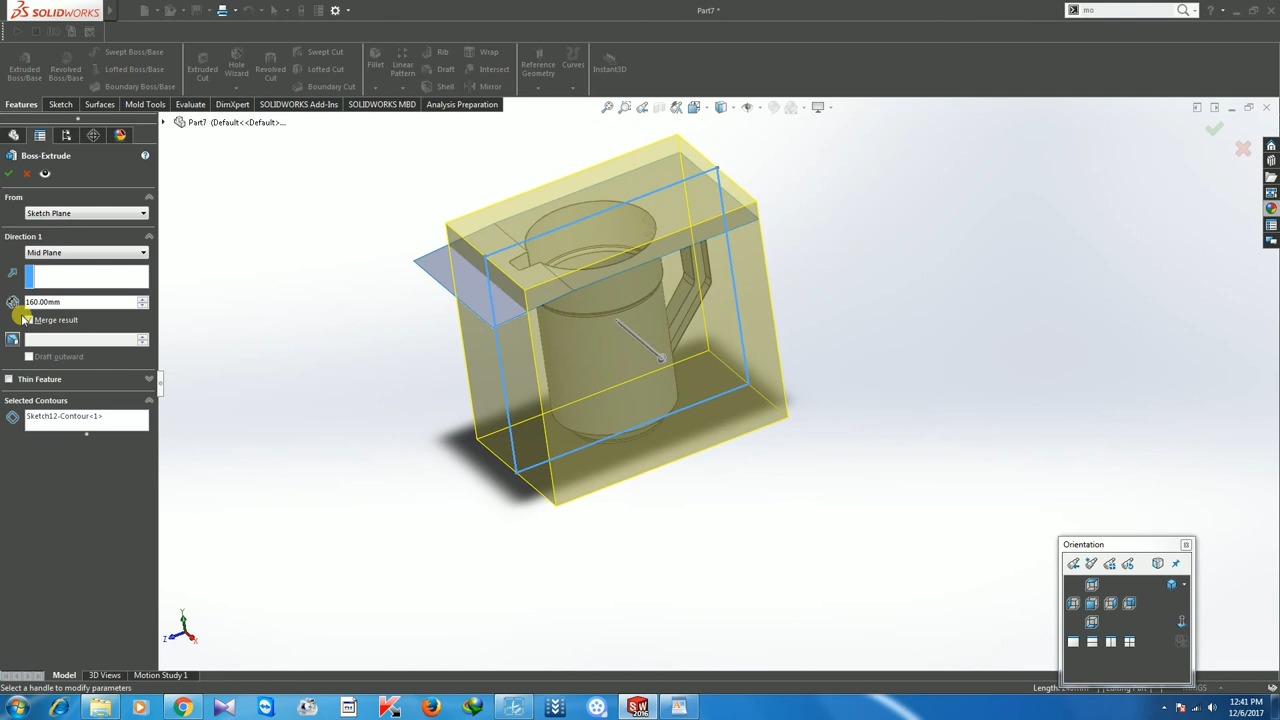 SOLIDWORKS
Part7 *
mo
Extruded Boss/Base
Revolved Boss/Base
Swept Boss/Base
Lofted Boss/Base
Boundary Boss/Base
Extruded Cut
Hole Wizard
Revolved Cut
Swept Cut
Lofted Cut
Boundary Cut
Fillet
Linear Pattern
Rib
Draft
Shell
Wrap
Intersect
Mirror
Reference Geometry
Curves
Instant3D
Features
Sketch
Surfaces
Mold Tools
Evaluate
DimXpert
SOLIDWORKS Add-Ins
SOLIDWORKS MBD
Analysis Preparation
Part7 (Default<<Default>...
Boss-Extrude
From
Sketch Plane
Direction 1
Mid Plane
160.00mm
Merge result
Draft outward
Thin Feature
Selected Contours
Sketch12-Contour<1>
Orientation
Y
Z
X
Model
3D Views
Motion Study 1
Select a handle to modify parameters
Editing Part
SW
2016
12:41 PM
12/6/2017